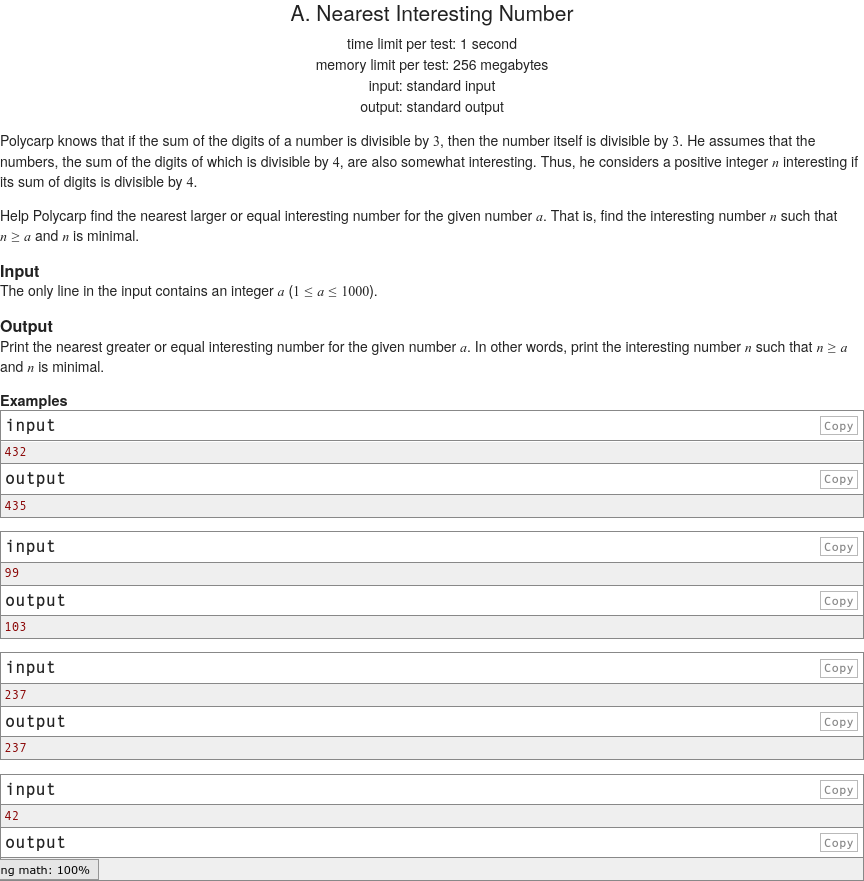 A. Nearest Interesting Number
time limit per test: 1 second
memory limit per test: 256 megabytes
input: standard input
output: standard output
Polycarp knows that if the sum of the digits of a number is divisible by 3, then the number itself is divisible by 3. He assumes that the
numbers, the sum of the digits of which is divisible by 4, are also somewhat interesting. Thus, he considers a positive integer n interesting if
its sum of digits is divisible by 4.
Help Polycarp find the nearest larger or equal interesting number for the given number a. That is, find the interesting number n such that
n ≥ a and n is minimal.
Input
The only line in the input contains an integer a (1 ≤ a ≤ 1000).
Output
Print the nearest greater or equal interesting number for the given number a. In other words, print the interesting number n such that n ≥ a
and n is minimal.
Examples
input Copy
432
output Copy
435
input Copy
99
output Copy
103
input Copy
237
output Copy
237
input Copy
42
output Copy
ng math: 100%